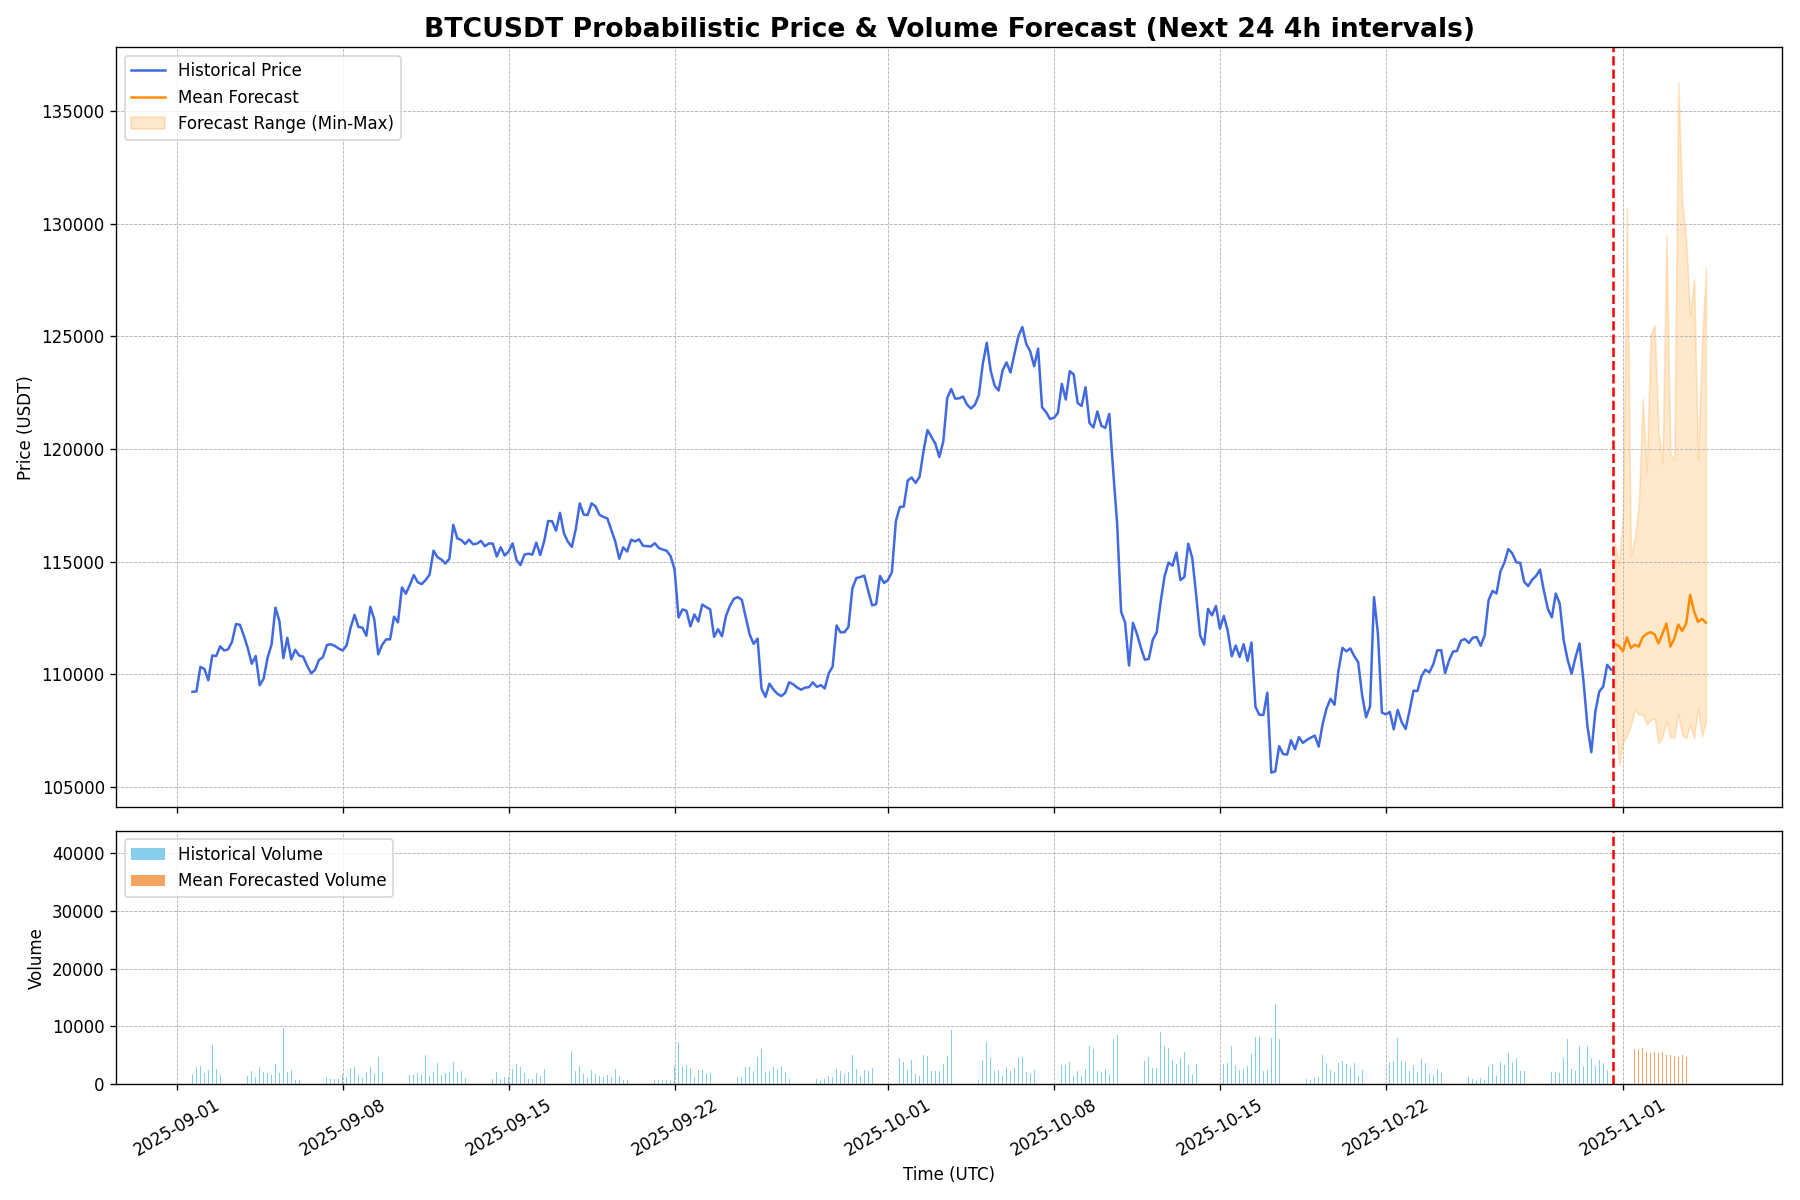 BTCUSDT Probabilistic Price & Volume Forecast (Next 24 4h intervals)
Historical Price
Mean Forecast
Forecast Range (Min-Max)
135000
130000
125000
120000
115000
110000
105000
Price (USDT)
Historical Volume
Mean Forecasted Volume
40000
30000
20000
10000
0
Volume
2025-09-01
2025-09-08
2025-09-15
2025-09-22
2025-10-01
2025-10-08
2025-10-15
2025-10-22
2025-11-01
Time (UTC)